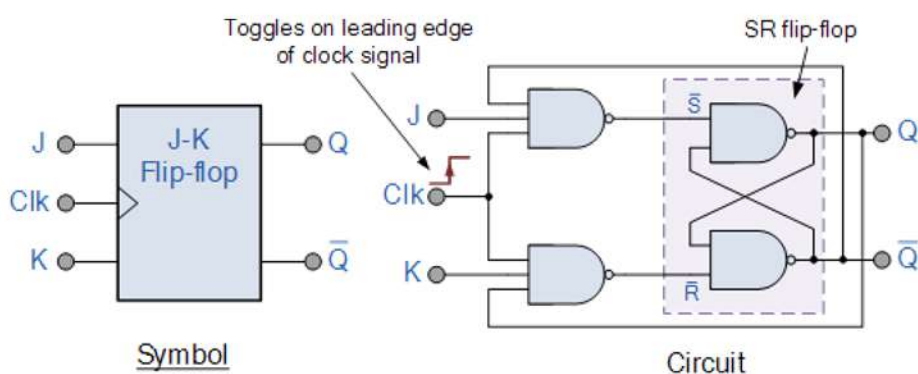 Toggles on leading edge
of clock signal
SR flip-flop
J
J-K
Flip-flop
Q
Clk
K
Q̅
Symbol
J
S̅
Q
Clk
K
R̅
Q̅
Circuit